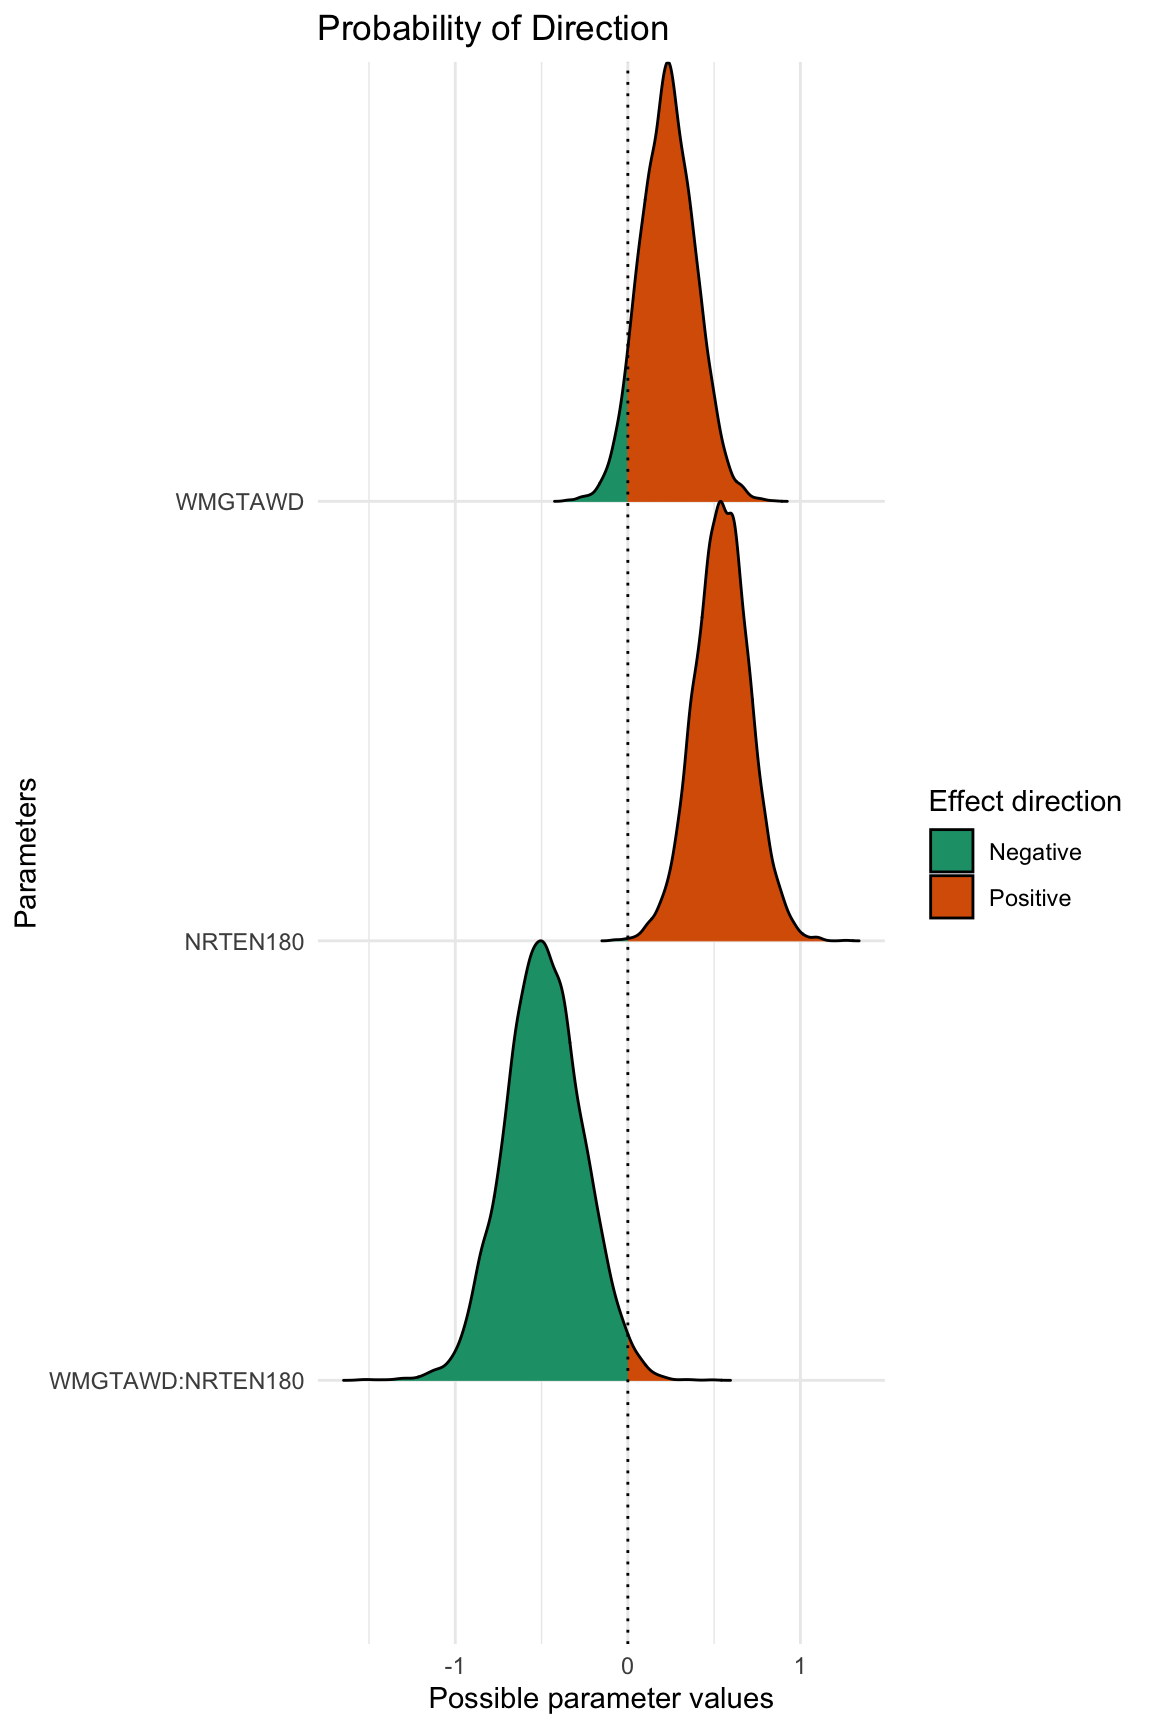 Probability of Direction
WMGTAWD
NRTEN180
WMGTAWD:NRTEN180
Parameters
-1
0
1
Possible parameter values
Effect direction
Negative
Positive